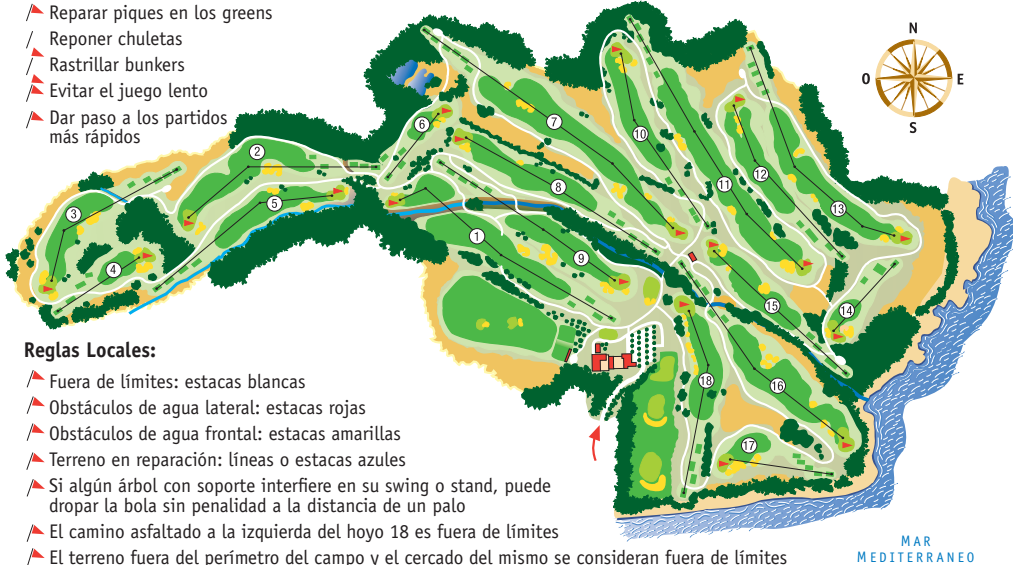 Reparar piques en los greens
Reponer chuletas
Rastrillar bunkers
Evitar el juego lento
Dar paso a los partidos
más rápidos
N
O
E
S
1
2
3
4
5
6
7
8
9
10
11
12
13
14
15
16
17
18
Reglas Locales:
Fuera de límites: estacas blancas
Obstáculos de agua lateral: estacas rojas
Obstáculos de agua frontal: estacas amarillas
Terreno en reparación: líneas o estacas azules
Si algún árbol con soporte interfiere en su swing o stand, puede
dropar la bola sin penalidad a la distancia de un palo
El camino asfaltado a la izquierda del hoyo 18 es fuera de límites
El terreno fuera del perímetro del campo y el cercado del mismo se consideran fuera de límites
MAR
MEDITERRANEO